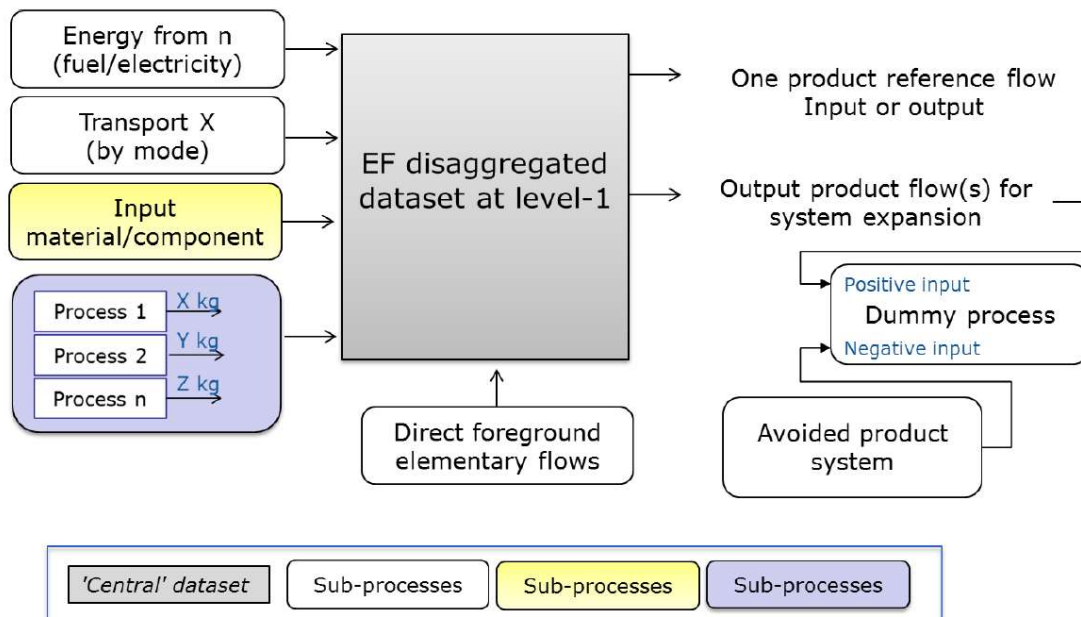 Energy from n
(fuel/electricity)
Transport X
(by mode)
Input
material/component
Process 1
X kg
Process 2
Y kg
Process n
Z kg
EF disaggregated
dataset at level-1
Direct foreground
elementary flows
One product reference flow
Input or output
Output product flow(s) for
system expansion
Positive input
Dummy process
Negative input
Avoided product
system
'Central' dataset
Sub-processes
Sub-processes
Sub-processes